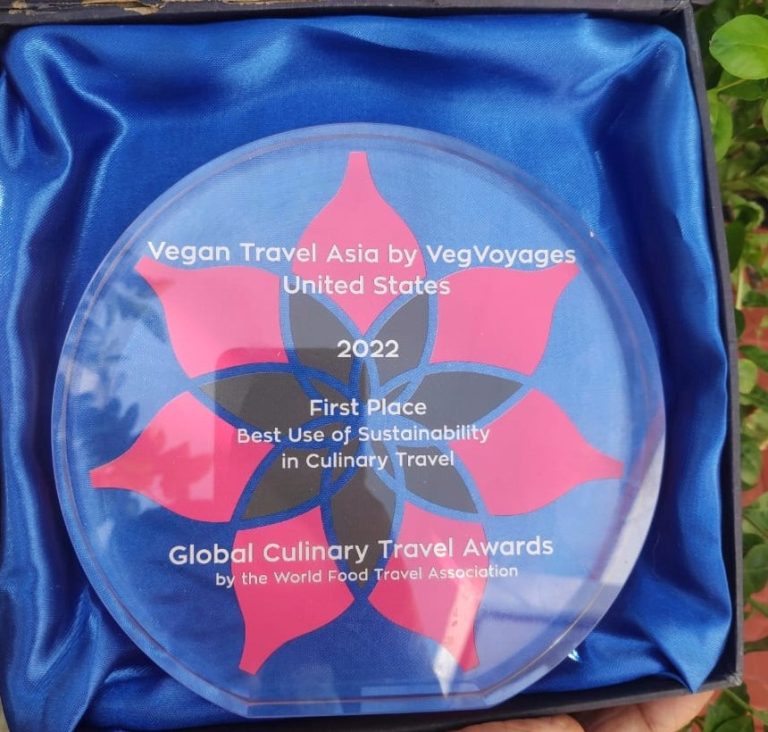 Vegan Travel Asia by VegVoyages
United States
2022
First Place
Best Use of Sustainability
in Culinary Travel
Global Culinary Travel Awards
by the World Food Travel Association